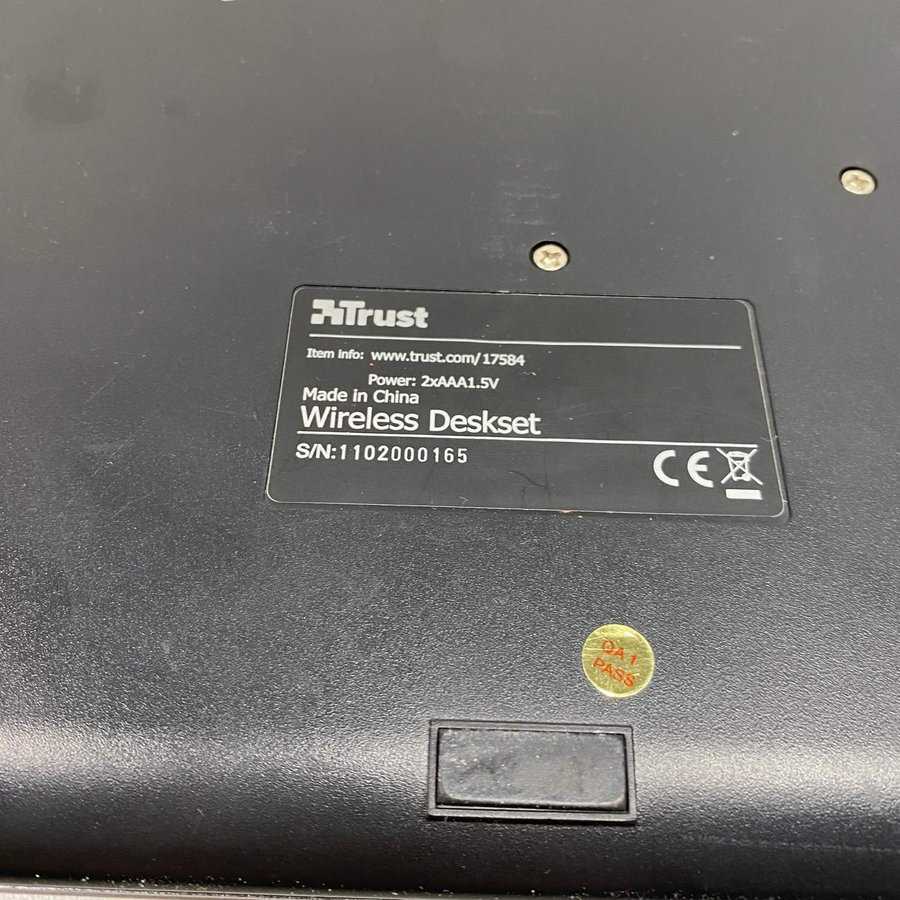 Trust
Item info: www.trust.com/17584
Power: 2xAAA1.5V
Made in China
Wireless Deskset
S/N:1102000165
CE
QA 1
PASS